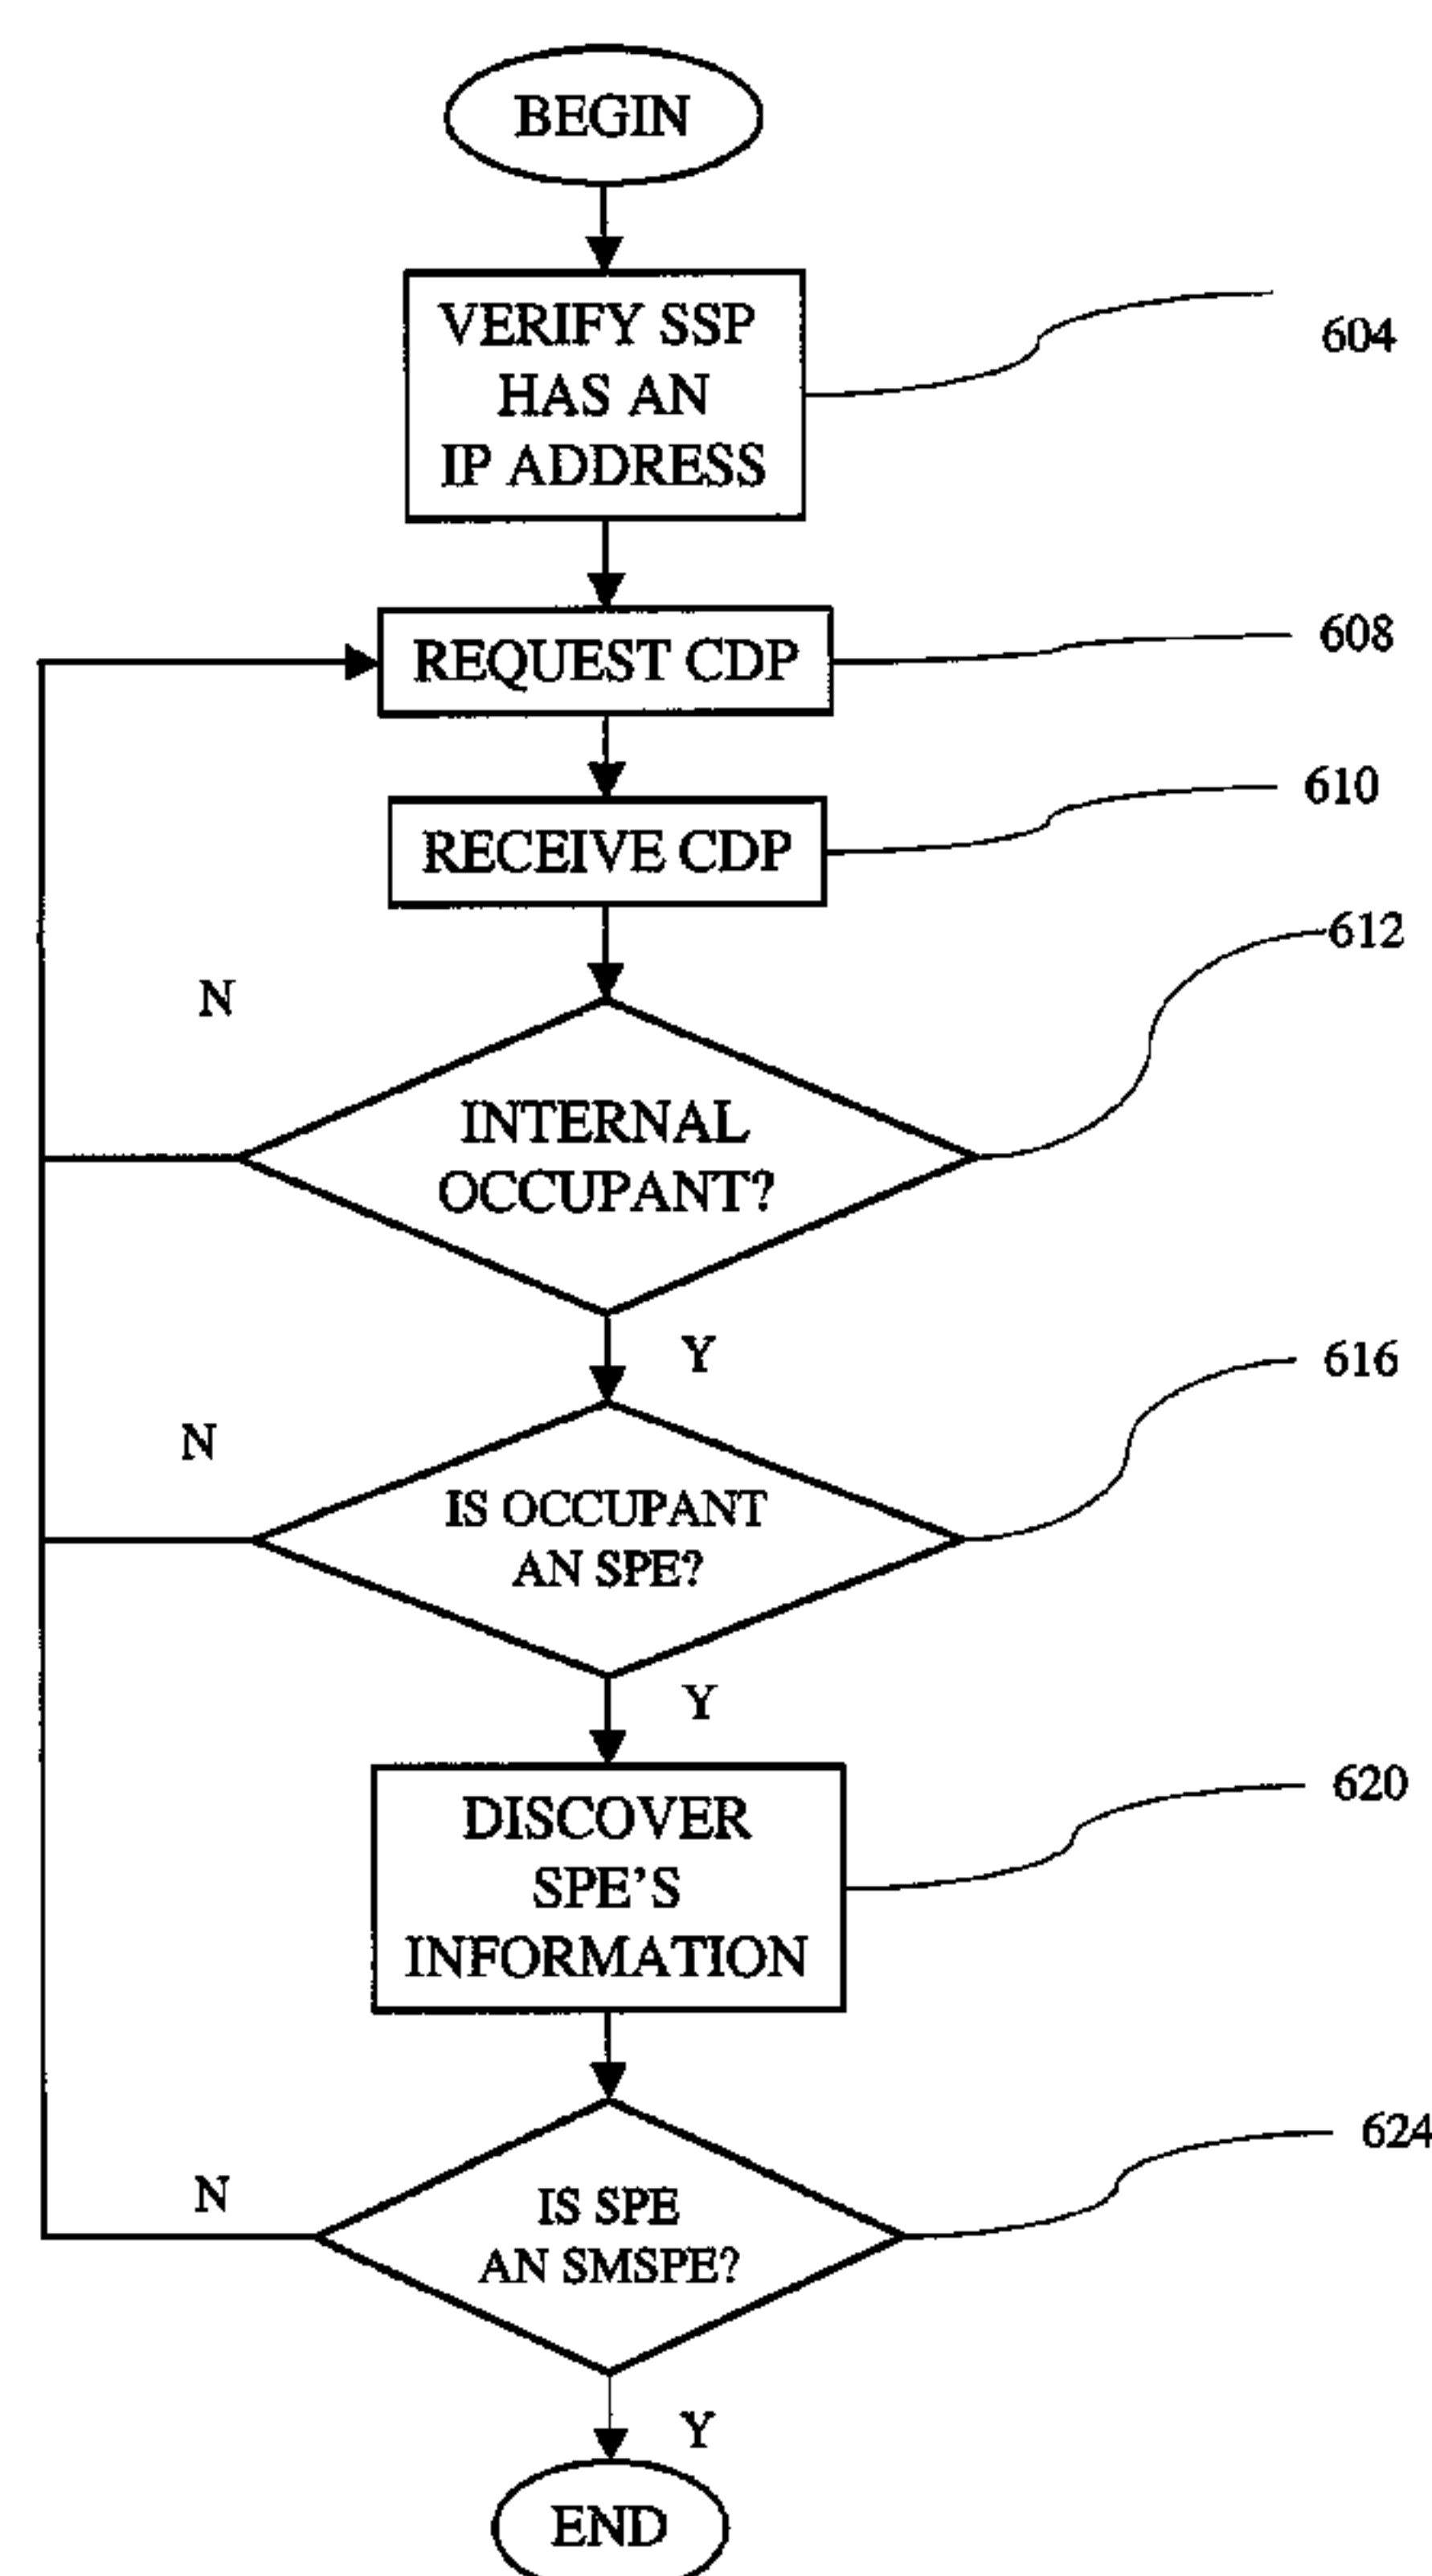 BEGIN
VERIFY SSP
HAS AN
IP ADDRESS
604
REQUEST CDP
608
RECEIVE CDP
610
612
N
INTERNAL
OCCUPANT?
Y
616
N
IS OCCUPANT
AN SPE?
Y
DISCOVER
SPE'S
INFORMATION
620
624
N
IS SPE
AN SMSPE?
Y
END